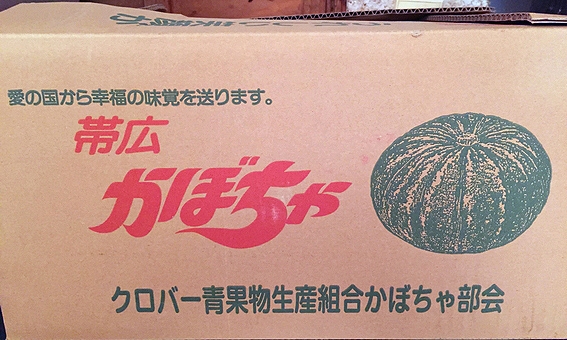 愛の国から幸福の味覚を送ります。
帯広
かぼちゃ
クロバー青果物生産組合かぼちゃ部会